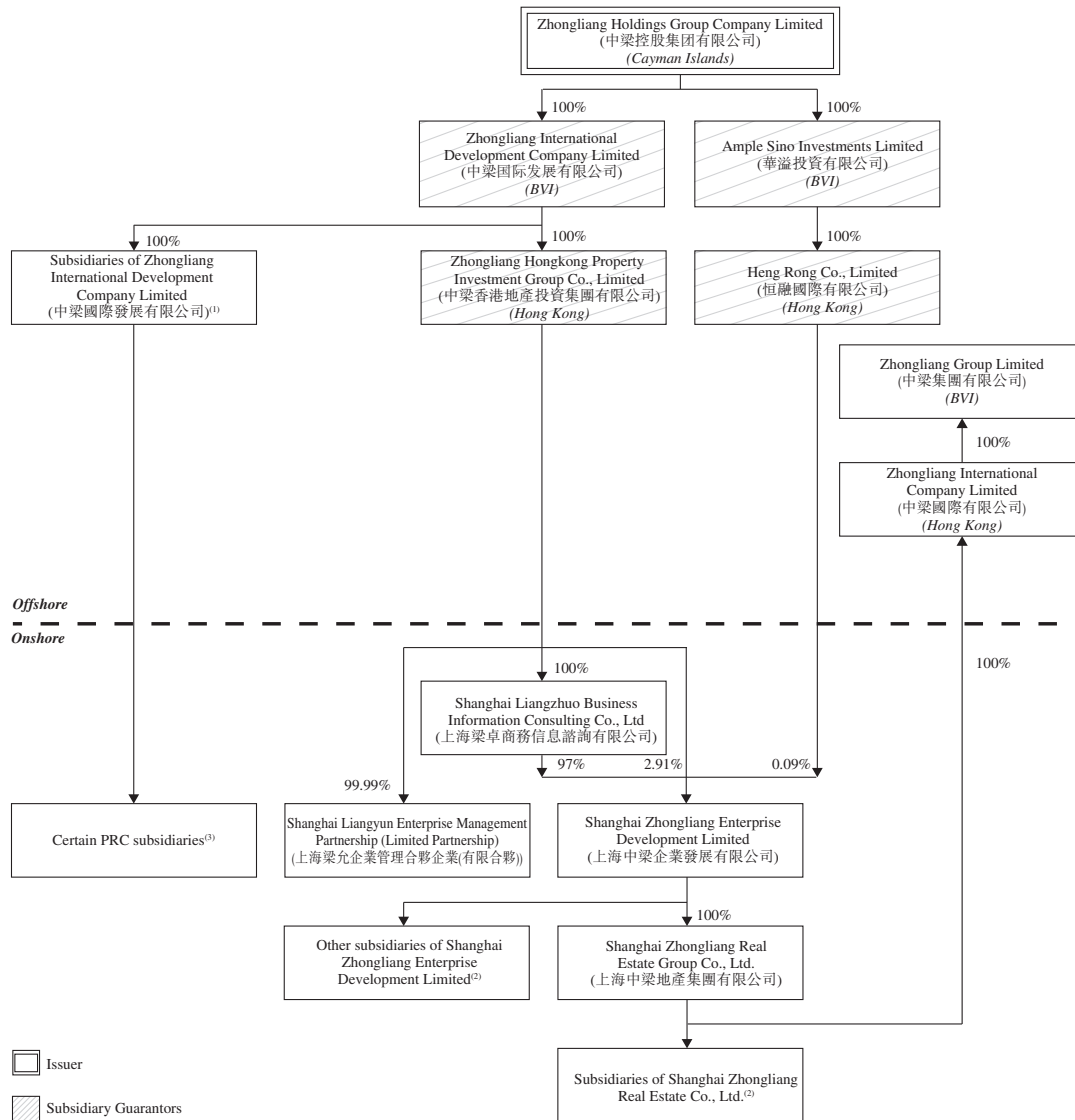 Zhongliang Holdings Group Company Limited
(中梁控股集团有限公司)
(Cayman Islands)
100%
100%
Zhongliang International
Development Company Limited
(中梁国际发展有限公司)
(BVI)
Ample Sino Investments Limited
(華溢投資有限公司)
(BVI)
100%
100%
100%
Subsidiaries of Zhongliang
International Development
Company Limited
(中梁國際發展有限公司)(1)
Zhongliang Hongkong Property
Investment Group Co., Limited
(中梁香港地產投資集團有限公司)
(Hong Kong)
Heng Rong Co., Limited
(恒融國際有限公司)
(Hong Kong)
Zhongliang Group Limited
(中梁集團有限公司)
(BVI)
100%
Zhongliang International
Company Limited
(中梁國際有限公司)
(Hong Kong)
Offshore
Onshore
100%
100%
Shanghai Liangzhuo Business
Information Consulting Co., Ltd
(上海梁卓商務信息諮詢有限公司)
97%
2.91%
0.09%
99.99%
Certain PRC subsidiaries(3)
Shanghai Liangyun Enterprise Management
Partnership (Limited Partnership)
(上海梁允企業管理合夥企業(有限合夥))
Shanghai Zhongliang Enterprise
Development Limited
(上海中梁企業發展有限公司)
100%
Other subsidiaries of Shanghai
Zhongliang Enterprise
Development Limited(2)
Shanghai Zhongliang Real
Estate Group Co., Ltd.
(上海中梁地產集團有限公司)
Issuer
Subsidiaries of Shanghai Zhongliang
Real Estate Co., Ltd.(2)
Subsidiary Guarantors